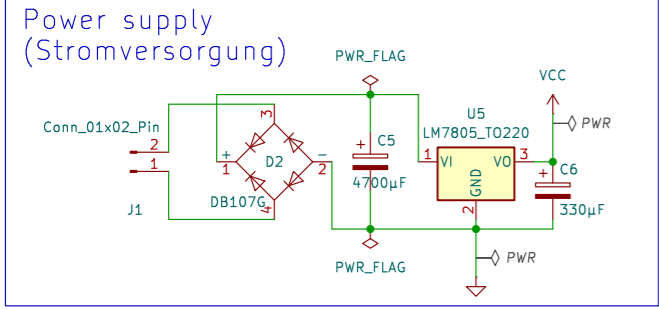 Power supply
(Stromversorgung)
PWR_FLAG
VCC
PWR
Conn_01x02_Pin
2
1
J1
3
+
1
D2
-
2
DB107G
4
+
C5
4700µF
U5
LM7805_TO220
1
VI
VO
3
GND
2
+
C6
330µF
PWR_FLAG
PWR